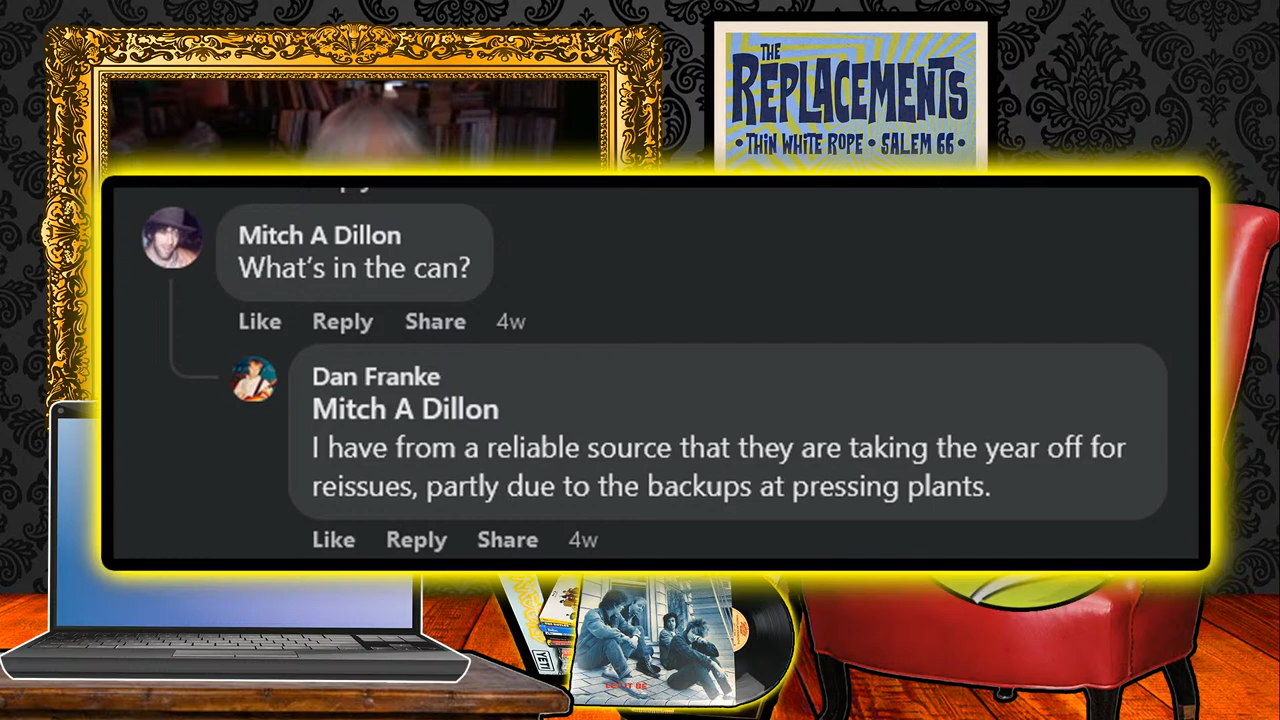 THE
REPLACEMENTS
• THIN WHITE ROPE • SALEM 66 •
Mitch A Dillon
What's in the can?
Like Reply Share 4w
Dan Franke
Mitch A Dillon
I have from a reliable source that they are taking the year off for
reissues, partly due to the backups at pressing plants.
Like Reply Share 4w
YETI
LET IT BE